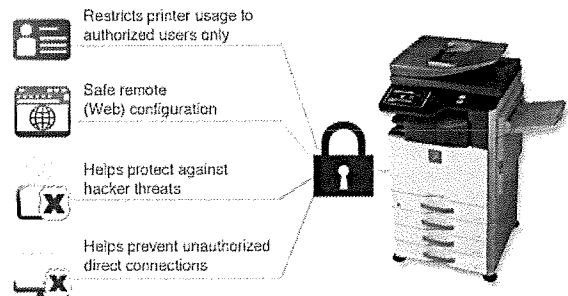 Restricts printer usage to
authorized users only
Safe remote
(Web) configuration
Helps protect against
hacker threats
Helps prevent unauthorized
direct connections